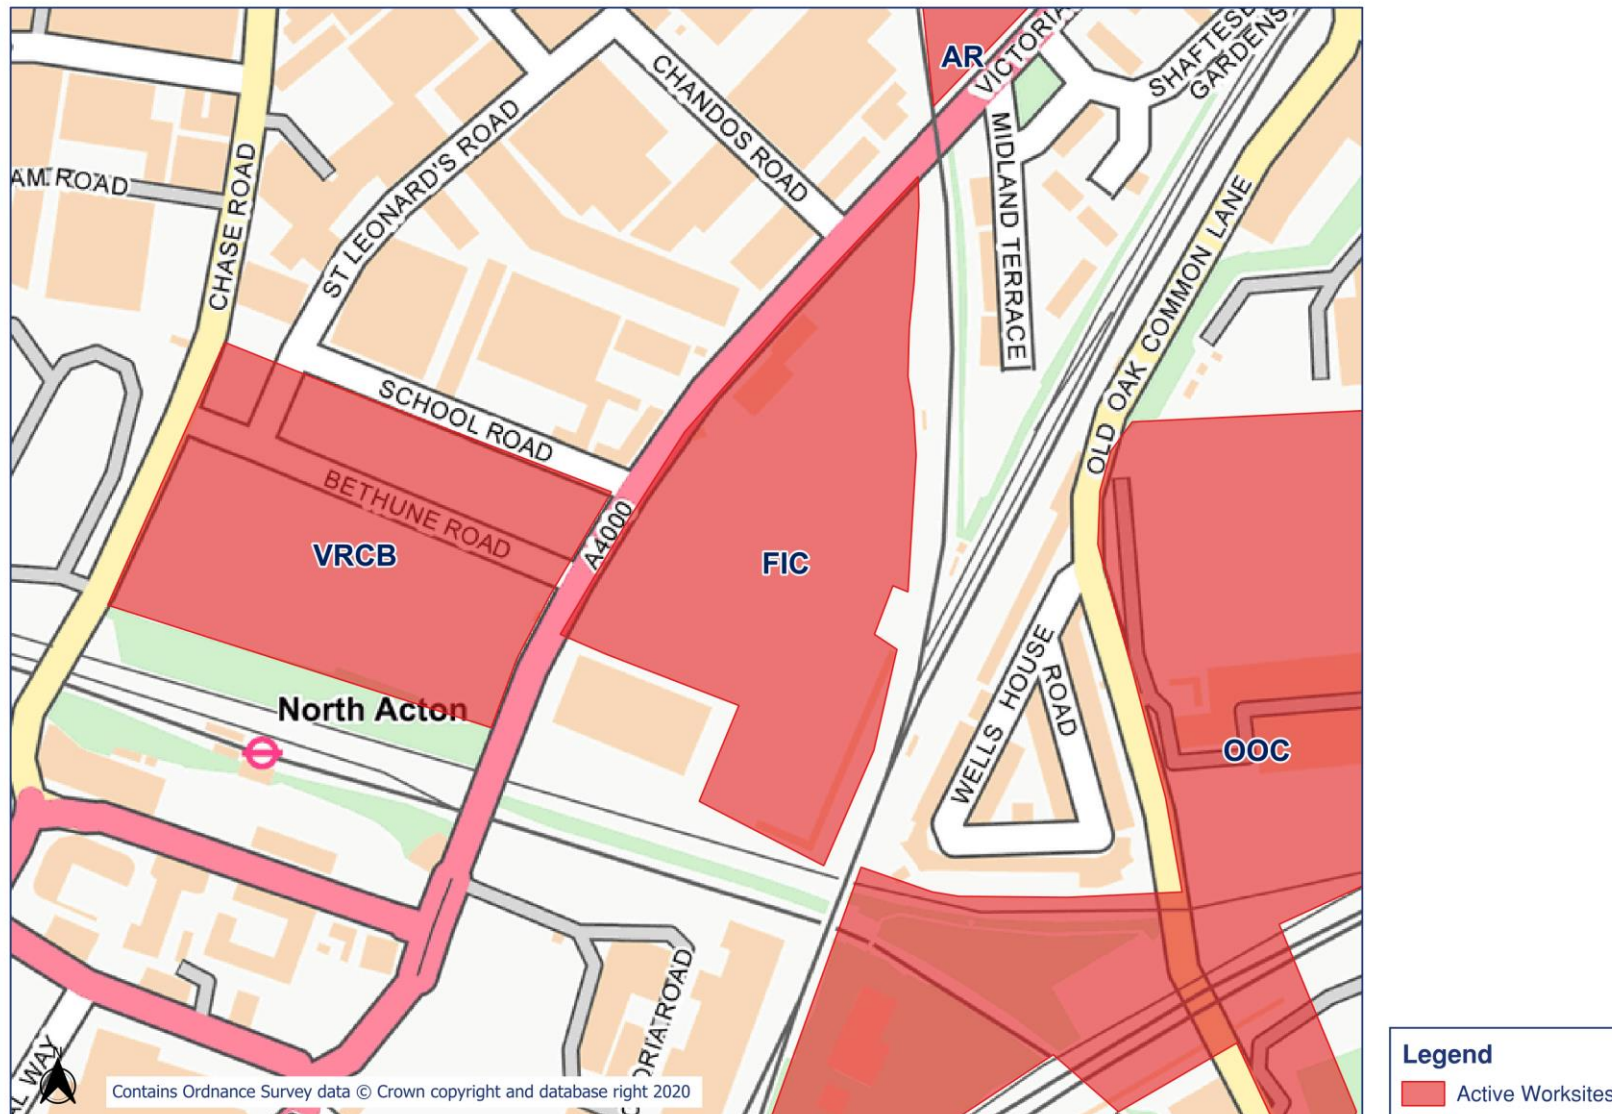 AR
VICTORIA
SHAFTESB
GARDENS
CHANDOS ROAD
ST LEONARD'S ROAD
MIDLAND TERRACE
AM ROAD
CHASE ROAD
OLD OAK COMMON LANE
SCHOOL ROAD
BETHUNE ROAD
A4000
VRCB
FIC
WELLS HOUSE
ROAD
North Acton
OOC
ORIA ROAD
AL WAY
N
Contains Ordnance Survey data © Crown copyright and database right 2020
Legend
Active Worksites